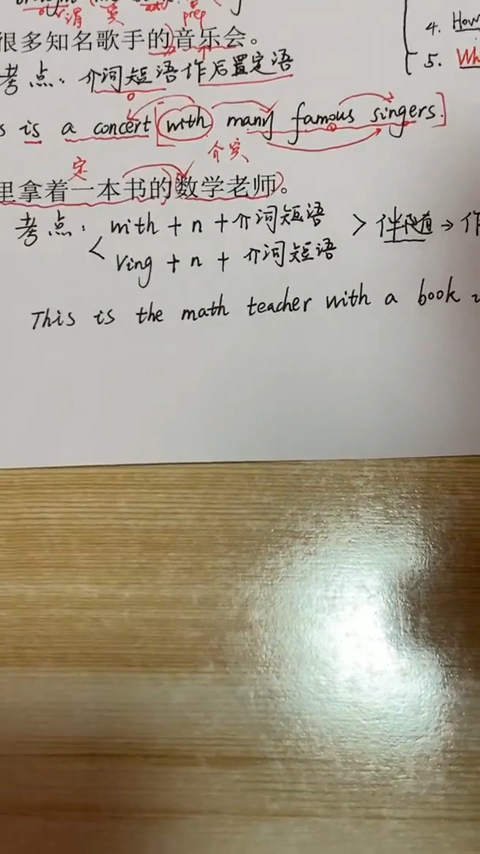 4. How
很多知名歌手的音乐会。
5. Wh
考点：介词短语作后置定语
is a concert [with many famous singers.]
介宾
定
里拿着一本书的数学老师。
考点： with + n + 介词短语
< Ving + n + 介词短语 > 伴随 → 作
This is the math teacher with a book